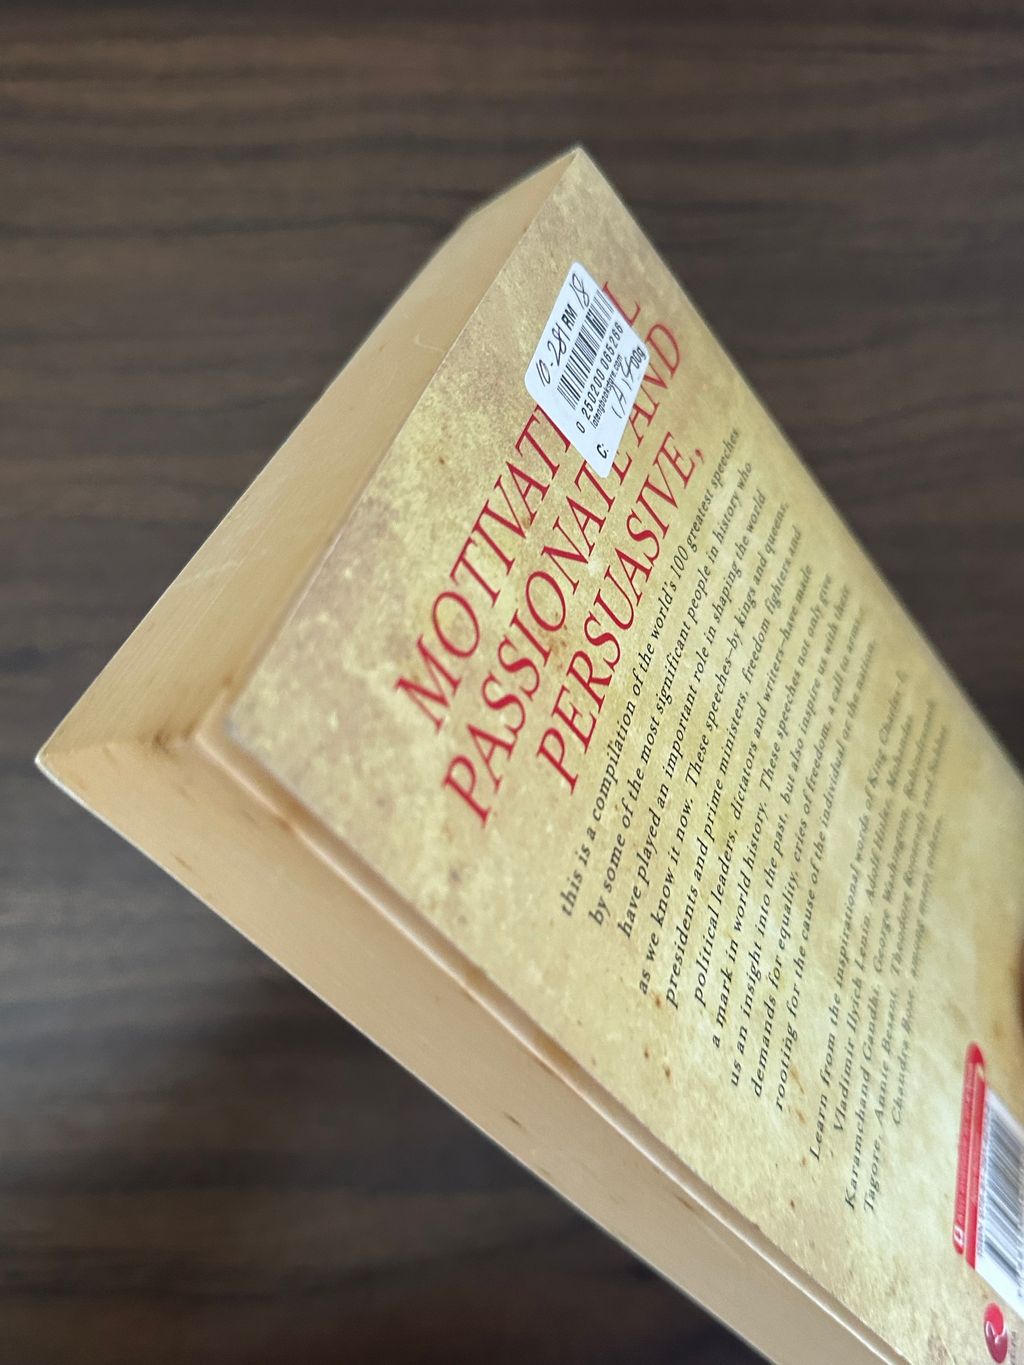 10-281 RM 18
0 250200 065266
C:
MOTIVATI L
PASSIONATE AND
PERSUASIVE,
this is a compilation of the world's 100 greatest speeches
by some of the most significant people in history who
have played an important role in shaping the world
as we know it now. These speeches—by kings and queens,
presidents and prime ministers, freedom fighters and
political leaders, dictators and writers—have made
a mark in world history. These speeches not only give
us an insight into the past, but also inspire us with their
demands for equality, cries of freedom, a call to arms—
rooting for the cause of the individual or the nation.
Learn from the inspirational words of King Charles I,
Vladimir Ilyich Lenin, Adolf Hitler, Mohandas
Karamchand Gandhi, George Washington, Rabindranath
Tagore, Annie Besant, Theodore Roosevelt and Subhas
Chandra Bose, among many others.